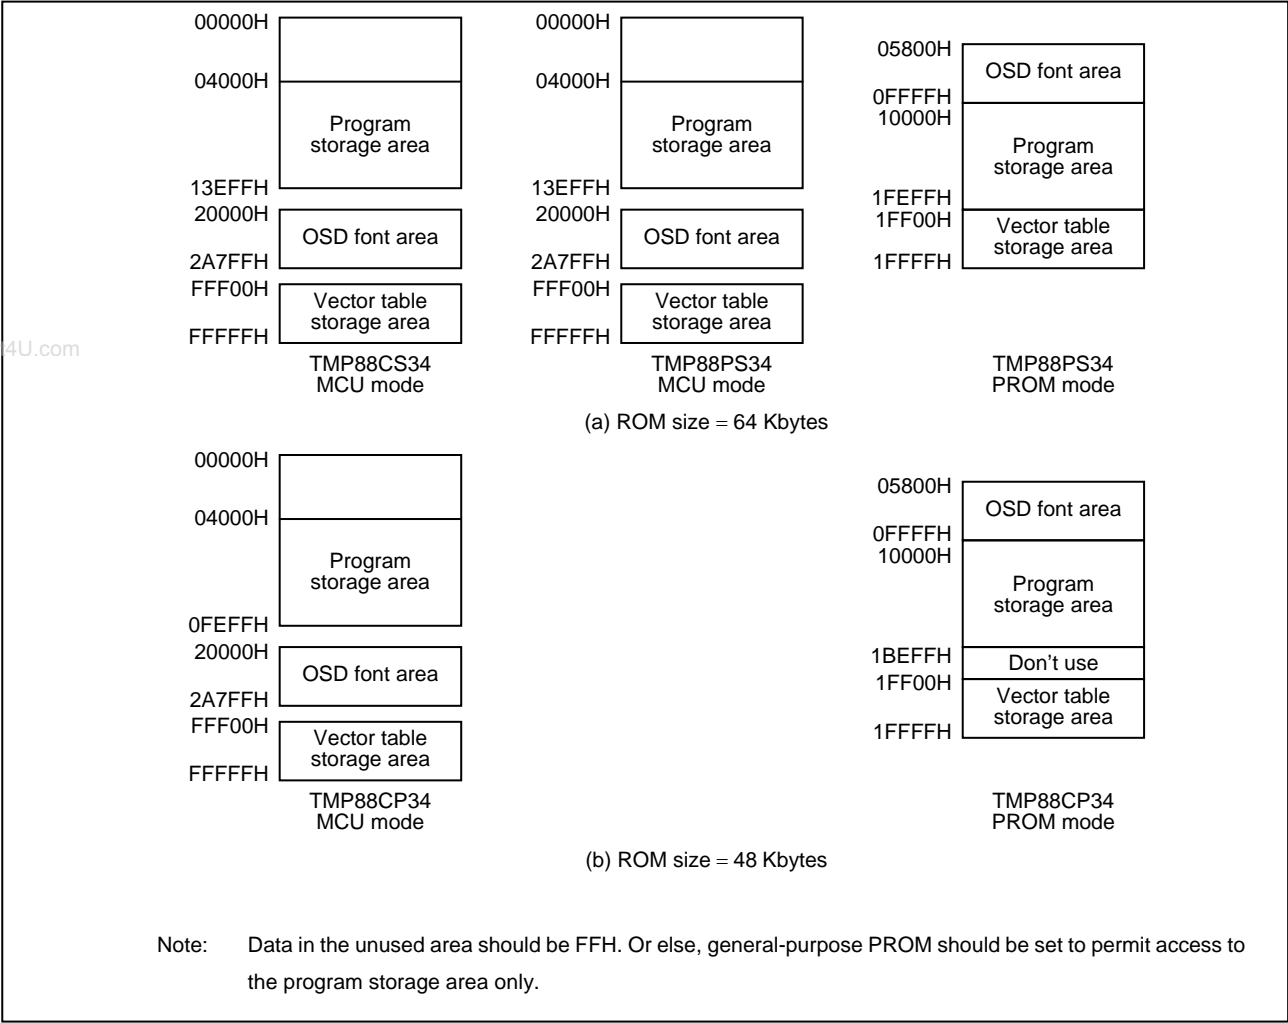 00000H
04000H
Program
storage area
13EFFH
20000H
OSD font area
2A7FFH
FFF00H
Vector table
storage area
FFFFFH
TMP88CS34
MCU mode
00000H
04000H
Program
storage area
13EFFH
20000H
OSD font area
2A7FFH
FFF00H
Vector table
storage area
FFFFFH
TMP88PS34
MCU mode
05800H
OSD font area
0FFFFH
10000H
Program
storage area
1FEFFH
1FF00H
Vector table
storage area
1FFFFH
TMP88PS34
PROM mode
4U.com
(a) ROM size = 64 Kbytes
00000H
04000H
Program
storage area
0FEFFH
20000H
OSD font area
2A7FFH
FFF00H
Vector table
storage area
FFFFFH
TMP88CP34
MCU mode
05800H
OSD font area
0FFFFH
10000H
Program
storage area
1BEFFH
Don't use
1FF00H
Vector table
storage area
1FFFFH
TMP88CP34
PROM mode
(b) ROM size = 48 Kbytes
Note: Data in the unused area should be FFH. Or else, general-purpose PROM should be set to permit access to
the program storage area only.